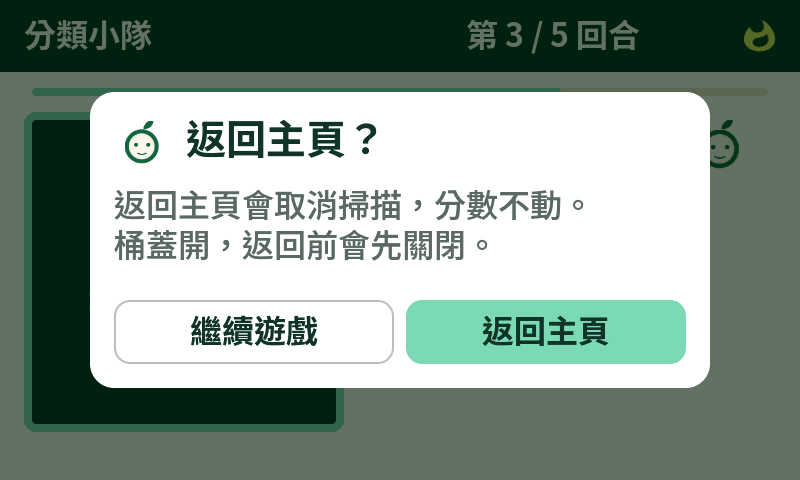 分類小隊
第 3 / 5 回合
返回主頁？
返回主頁會取消掃描，分數不動。
桶蓋開，返回前會先關閉。
繼續遊戲
返回主頁